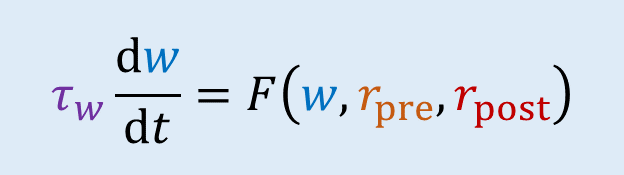 τ_w dw/dt = F(w, r_pre, r_post)